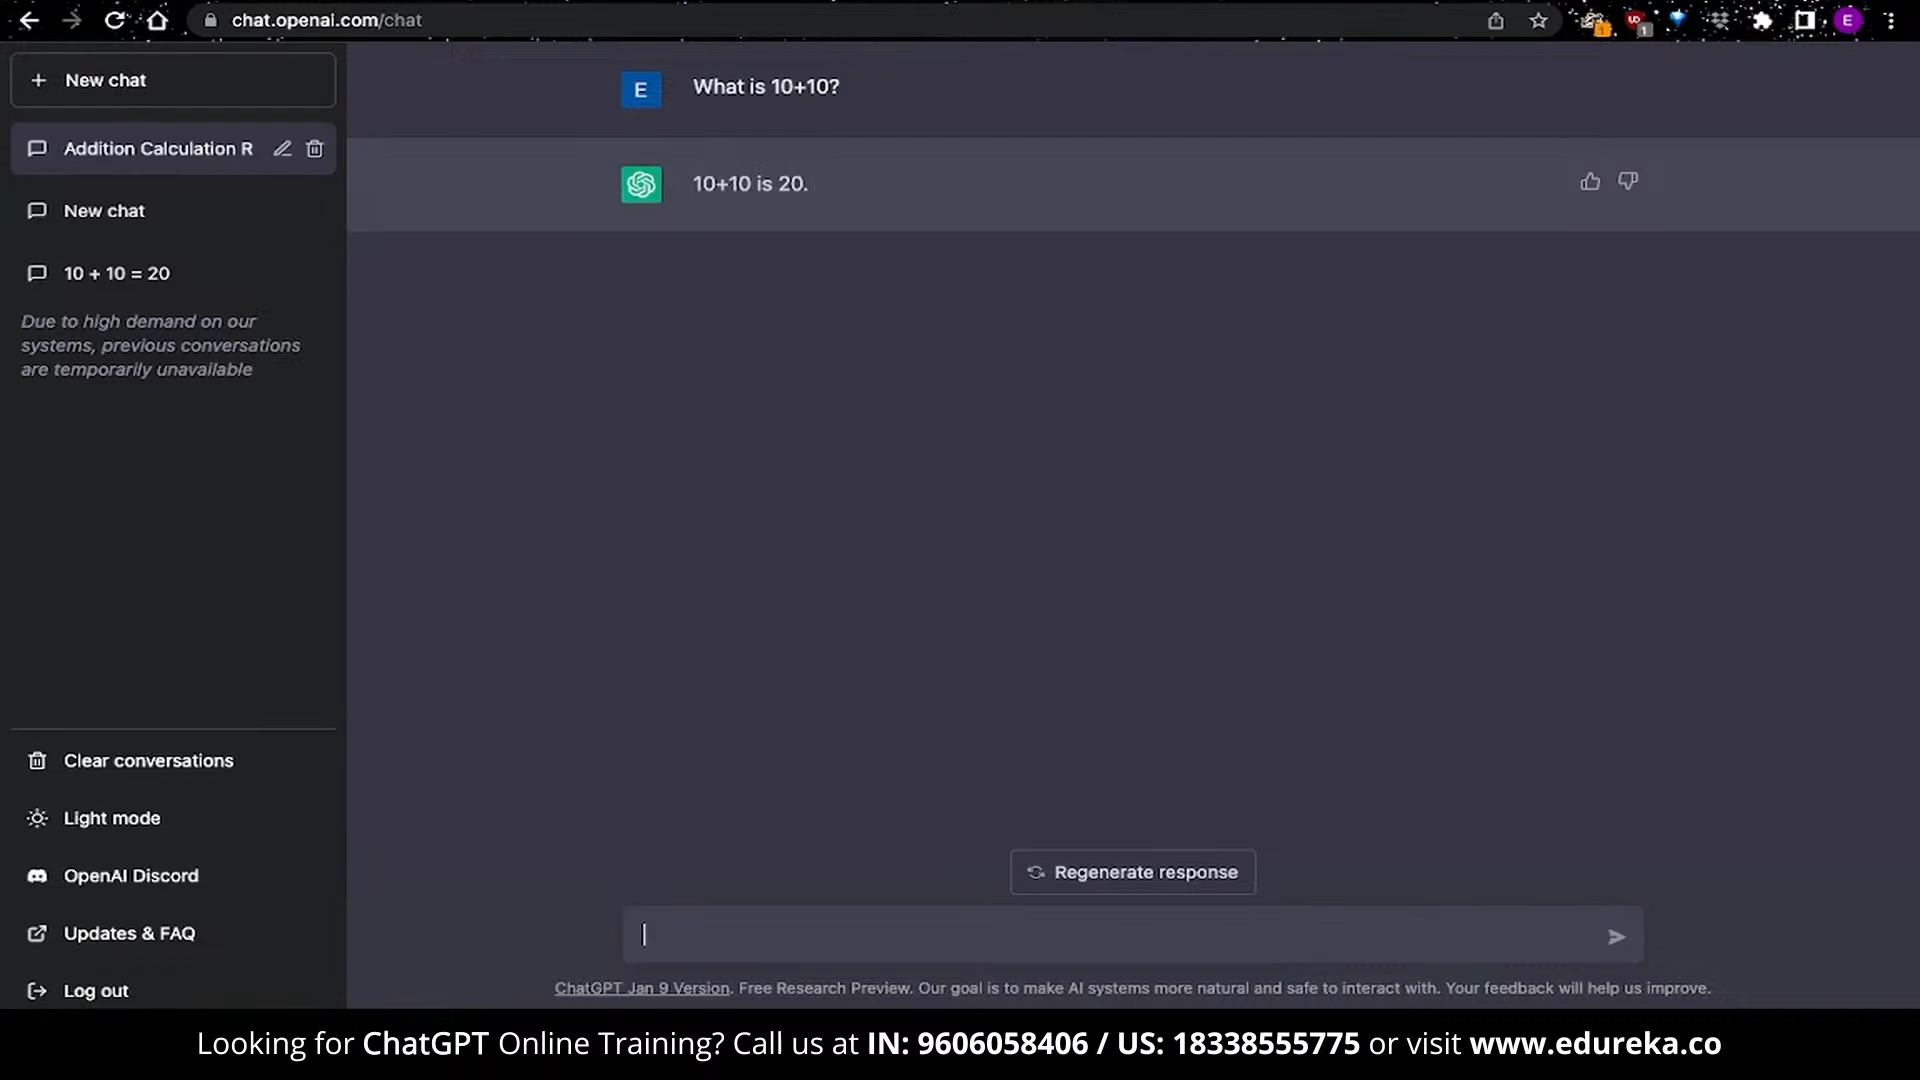 chat.openai.com/chat
E
New chat
Addition Calculation R
New chat
10 + 10 = 20
Due to high demand on our
systems, previous conversations
are temporarily unavailable
Clear conversations
Light mode
OpenAI Discord
Updates & FAQ
Log out
E
What is 10+10?
10+10 is 20.
Regenerate response
ChatGPT Jan 9 Version. Free Research Preview. Our goal is to make AI systems more natural and safe to interact with. Your feedback will help us improve.
Looking for ChatGPT Online Training? Call us at IN: 9606058406 / US: 18338555775 or visit www.edureka.co